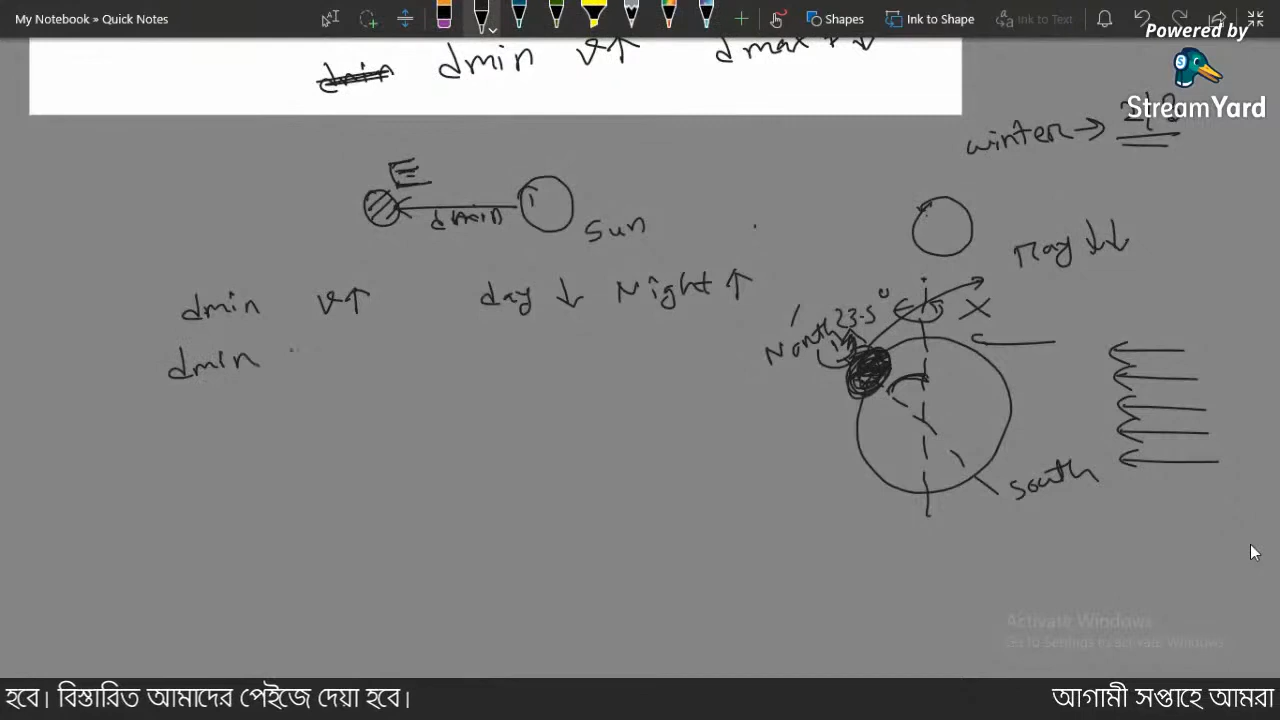 My Notebook » Quick Notes
Shapes
Ink to Shape
Ink to Text
Powered by
StreamYard
dmin v↑ dmax ↓
winter →
E
dmin
Sun
Ray ↓↓
dmin v↑ day ↓ Night ↑
23.5°
X
North
dmin
South
Activate Windows
Go to Settings to activate Windows.
হবে। বিস্তারিত আমাদের পেইজে দেয়া হবে। আগামী সপ্তাহে আমরা